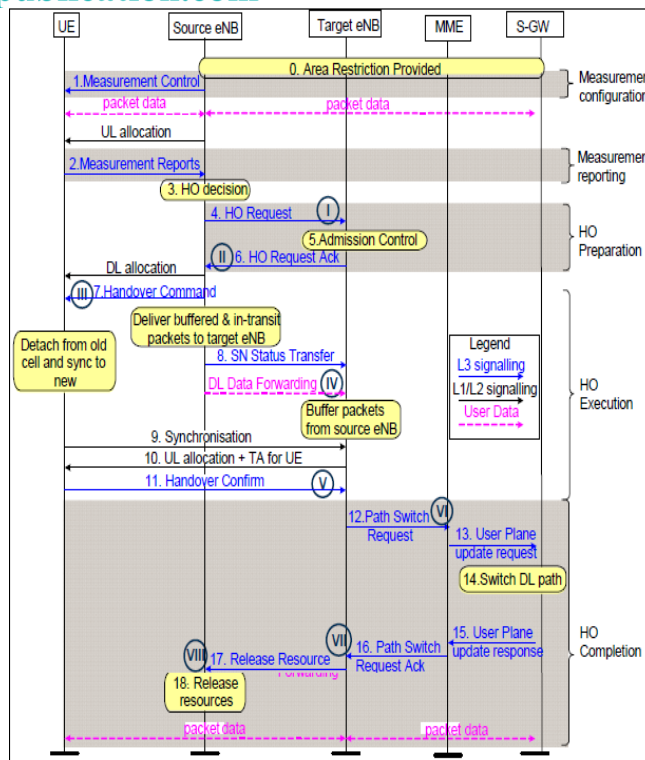 UE
Source eNB
Target eNB
MME
S-GW
0. Area Restriction Provided
1.Measurement Control
Measuremen
configuration
packet data
packet data
UL allocation
2.Measurement Reports
Measuremen
reporting
3. HO decision
4. HO Request
I
5.Admission Control
HO
Preparation
II
6. HO Request Ack
DL allocation
III
7.Handover Command
Deliver buffered & in-transit
packets to target eNB
Detach from old
cell and sync to
new
8. SN Status Transfer
DL Data Forwarding
IV
Legend
L3 signalling
L1/L2 signalling
User Data
HO
Execution
Buffer packets
from source eNB
9. Synchronisation
10. UL allocation + TA for UE
11. Handover Confirm
V
12.Path Switch
Request
VI
13. User Plane
update request
14.Switch DL path
15. User Plane
update response
HO
Completion
VII
16. Path Switch
Request Ack
VIII
17. Release Resource
18. Release
resources
packet data
packet data